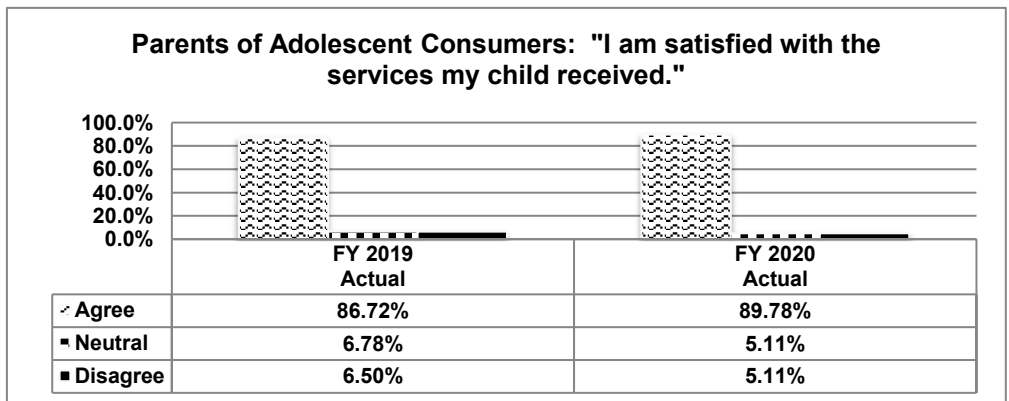 Parents of Adolescent Consumers: "I am satisfied with the
services my child received."
100.0%
80.0%
60.0%
40.0%
20.0%
0.0%
FY 2019 FY 2020
Actual Actual
Agree 86.72% 89.78%
Neutral 6.78% 5.11%
Disagree 6.50% 5.11%